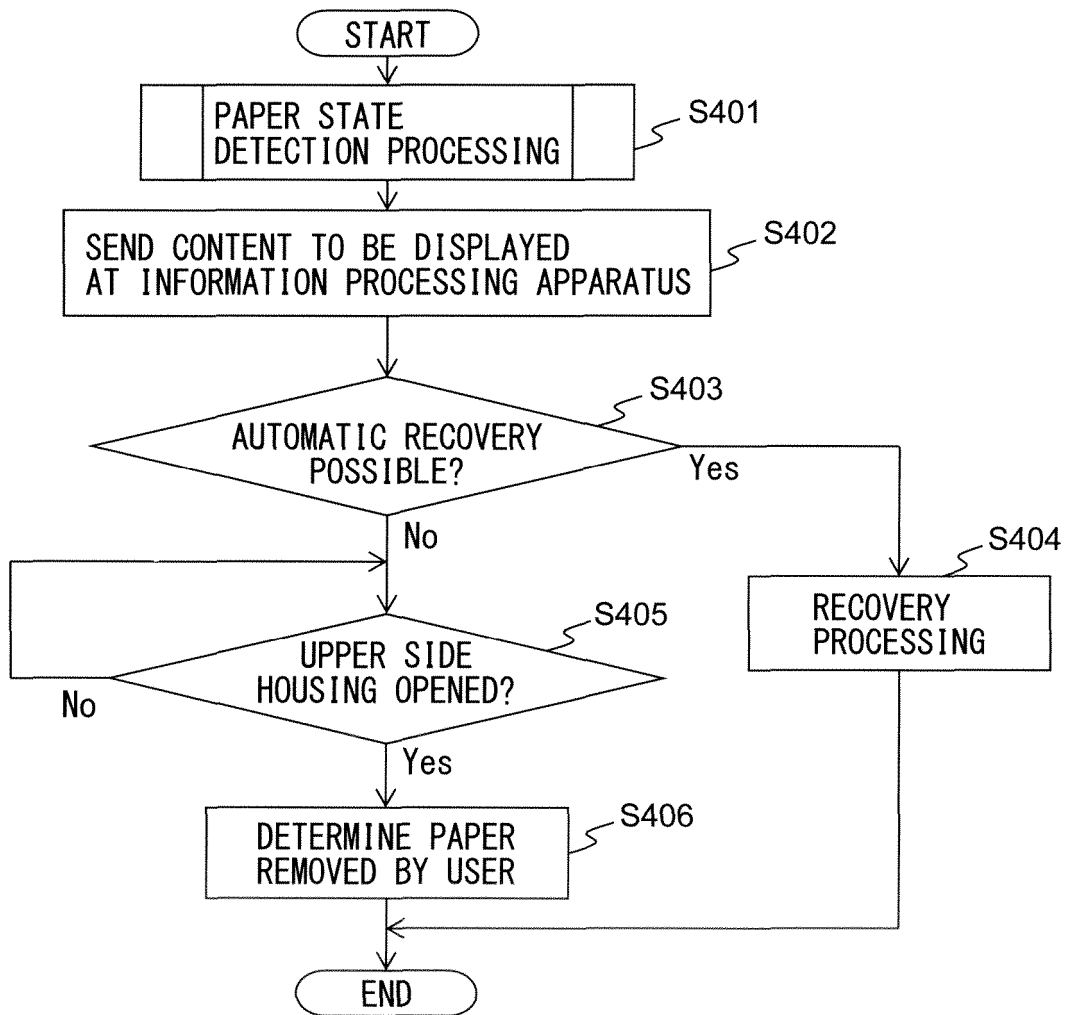 START
PAPER STATE
DETECTION PROCESSING
S401
SEND CONTENT TO BE DISPLAYED
AT INFORMATION PROCESSING APPARATUS
S402
S403
AUTOMATIC RECOVERY
POSSIBLE?
Yes
No
S404
RECOVERY
PROCESSING
S405
UPPER SIDE
HOUSING OPENED?
No
Yes
S406
DETERMINE PAPER
REMOVED BY USER
END